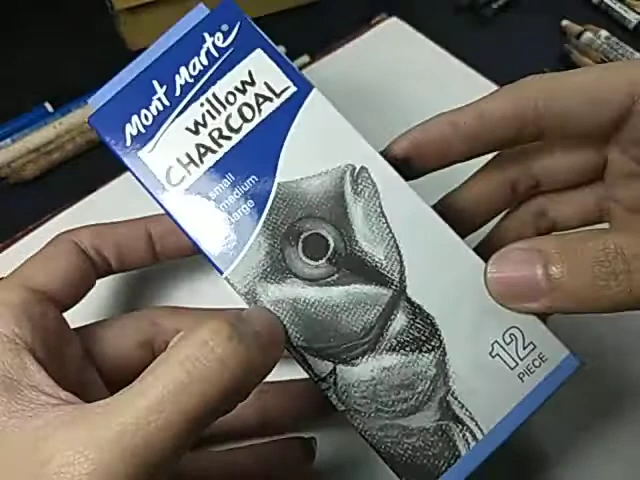 Mont Marte®
willow
CHARCOAL
small
medium
large
12
PIECE